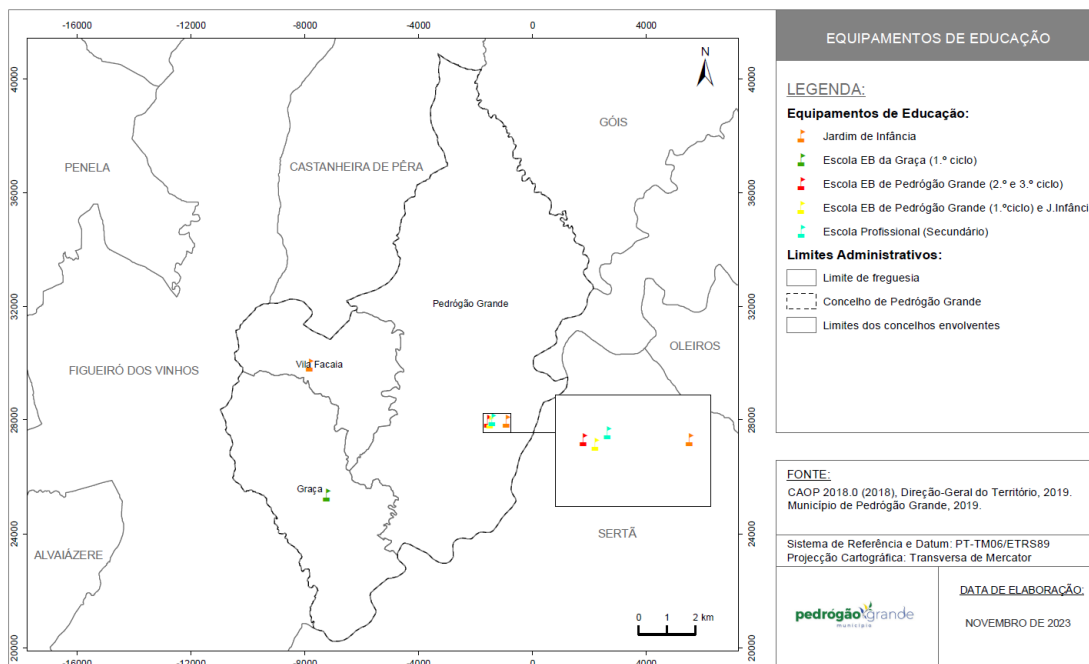 -16000 -12000 -8000 -4000 0 4000
EQUIPAMENTOS DE EDUCAÇÃO
N
40000 40000
LEGENDA:
Equipamentos de Educação:
GÓIS
Jardim de Infância
PENELA
CASTANHEIRA DE PÊRA
Escola EB da Graça (1.º ciclo)
36000 36000
Escola EB de Pedrógão Grande (2.º e 3.º ciclo)
Escola EB de Pedrógão Grande (1.ºciclo) e J.Infânci
Escola Profissional (Secundário)
Limites Administrativos:
Limite de freguesia
Concelho de Pedrógão Grande
Limites dos concelhos envolventes
32000 32000
Pedrógão Grande
OLEIROS
Vila Facaia
FIGUEIRÓ DOS VINHOS
28000 28000
Graça
FONTE:
CAOP 2018.0 (2018), Direção-Geral do Território, 2019.
Município de Pedrógão Grande, 2019.
SERTÃ
24000 24000
ALVAIÁZERE
Sistema de Referência e Datum: PT-TM06/ETRS89
Projecção Cartográfica: Transversa de Mercator
pedrógão grande
município
DATA DE ELABORAÇÃO:
NOVEMBRO DE 2023
0 1 2 km
20000 20000
-16000 -12000 -8000 -4000 0 4000